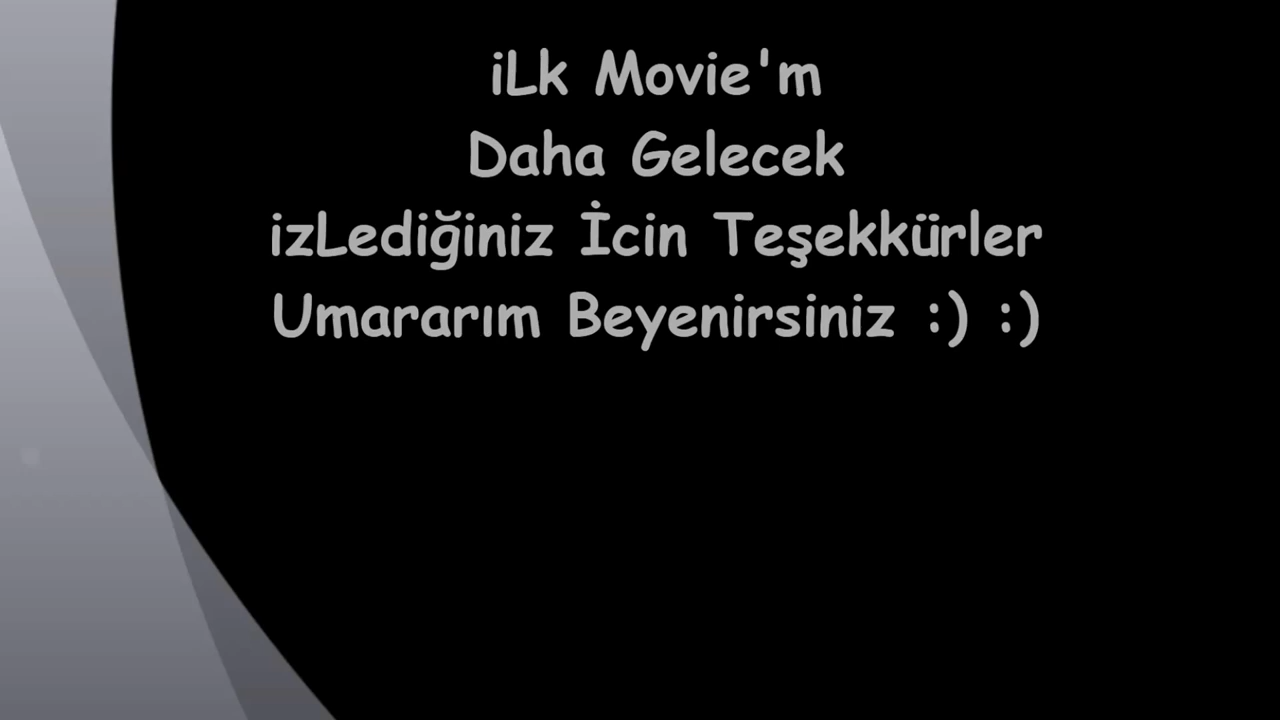 iLk Movie'm
Daha Gelecek
izLediğiniz İcin Teşekkürler
Umararım Beyenirsiniz :) :)